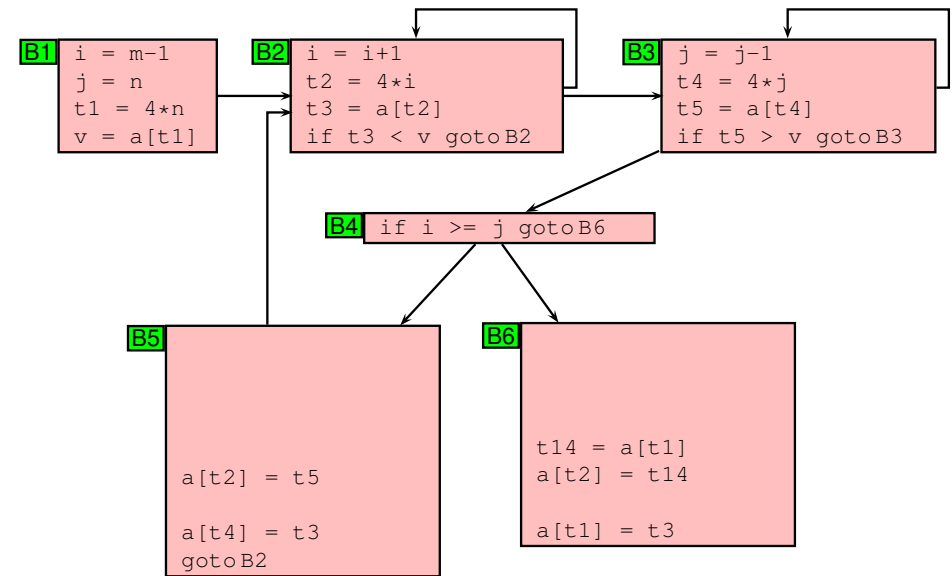 B1
i = m-1
j = n
t1 = 4*n
v = a[t1]
B2
i = i+1
t2 = 4*i
t3 = a[t2]
if t3 < v goto B2
B3
j = j-1
t4 = 4*j
t5 = a[t4]
if t5 > v goto B3
B4
if i >= j goto B6
B5
a[t2] = t5
a[t4] = t3
goto B2
B6
t14 = a[t1]
a[t2] = t14
a[t1] = t3